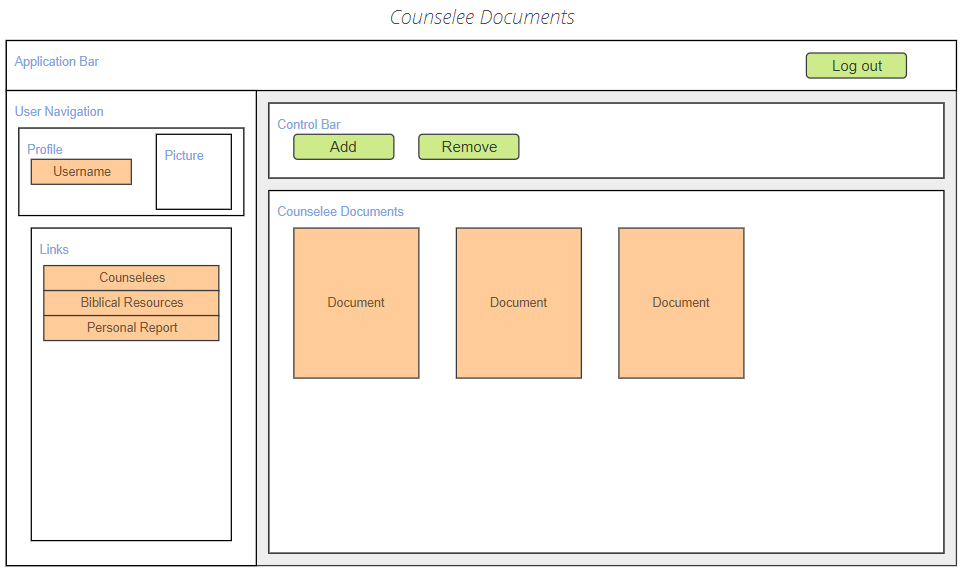 Counselee Documents
Application Bar
Log out
User Navigation
Profile
Username
Picture
Links
Counselees
Biblical Resources
Personal Report
Control Bar
Add
Remove
Counselee Documents
Document
Document
Document